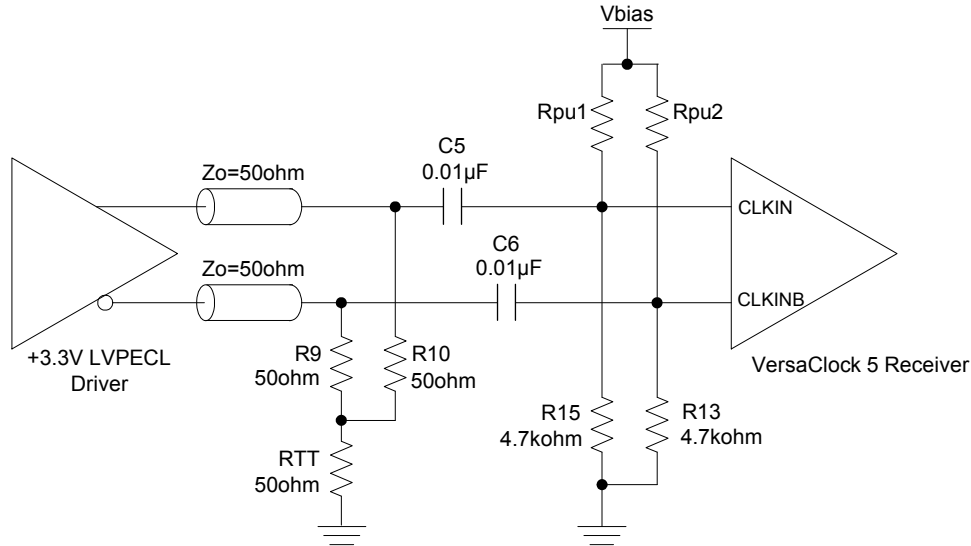 Vbias
Rpu1
Rpu2
C5
0.01µF
Zo=50ohm
CLKIN
C6
0.01µF
Zo=50ohm
CLKINB
+3.3V LVPECL
Driver
R9
50ohm
R10
50ohm
VersaClock 5 Receiver
R15
4.7kohm
R13
4.7kohm
RTT
50ohm